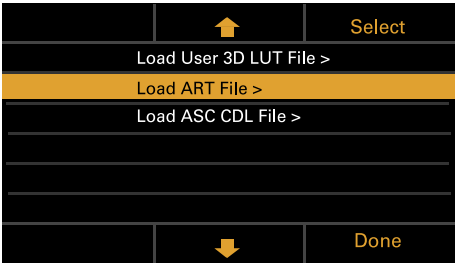 Select
Load User 3D LUT File >
Load ART File >
Load ASC CDL File >
Done